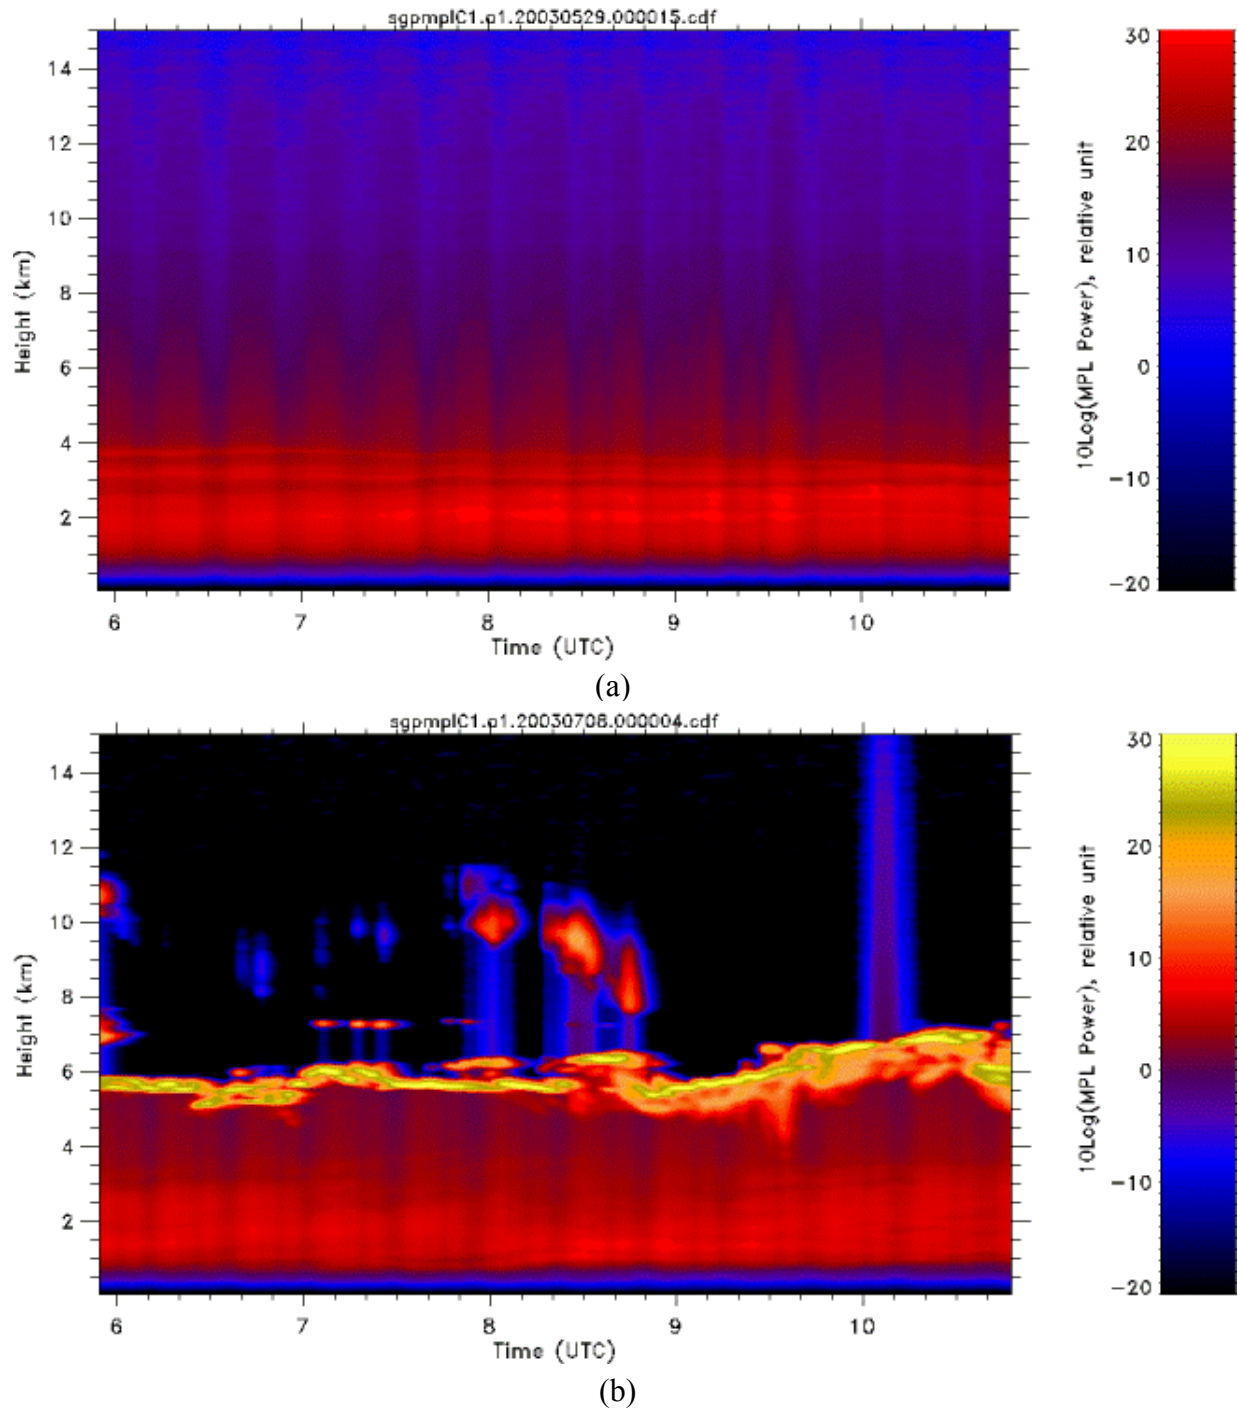 sgpmplC1.a1.20030529.000015.cdf
14
12
10
8
6
4
2
Height (km)
6 7 8 9 10
Time (UTC)
30
20
10
0
−10
−20
10Log(MPL Power), relative unit
(a)
sgpmplC1.a1.20030708.000004.cdf
14
12
10
8
6
4
2
Height (km)
6 7 8 9 10
Time (UTC)
30
20
10
0
−10
−20
10Log(MPL Power), relative unit
(b)